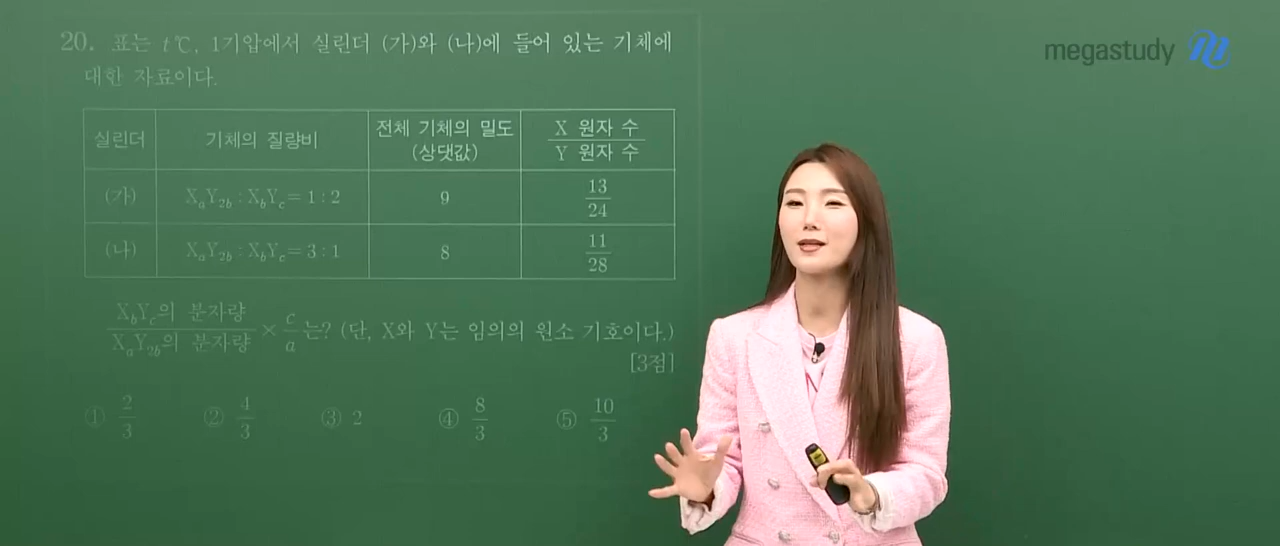 megastudy
20. 표는 t℃, 1기압에서 실린더 (가)와 (나)에 들어 있는 기체에
대한 자료이다.
실린더 기체의 질량비 전체 기체의 밀도 (상댓값) X 원자 수 / Y 원자 수
(가) XaY2b : XbYc = 1 : 2 9 13/24
(나) XaY2b : XbYc = 3 : 1 8 11/28
XbYc의 분자량 / XaY2b의 분자량 × c/a 는? (단, X와 Y는 임의의 원소 기호이다.)
[3점]
① 2/3 ② 4/3 ③ 2 ④ 8/3 ⑤ 10/3